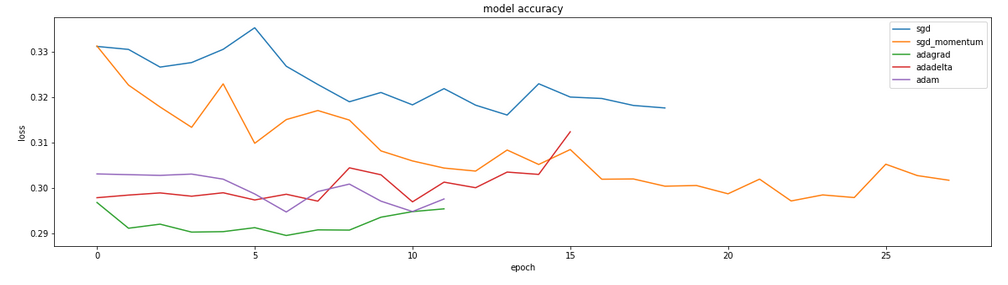 model accuracy
loss
0.33
0.32
0.31
0.30
0.29
0
5
10
15
20
25
epoch
sgd
sgd_momentum
adagrad
adadelta
adam